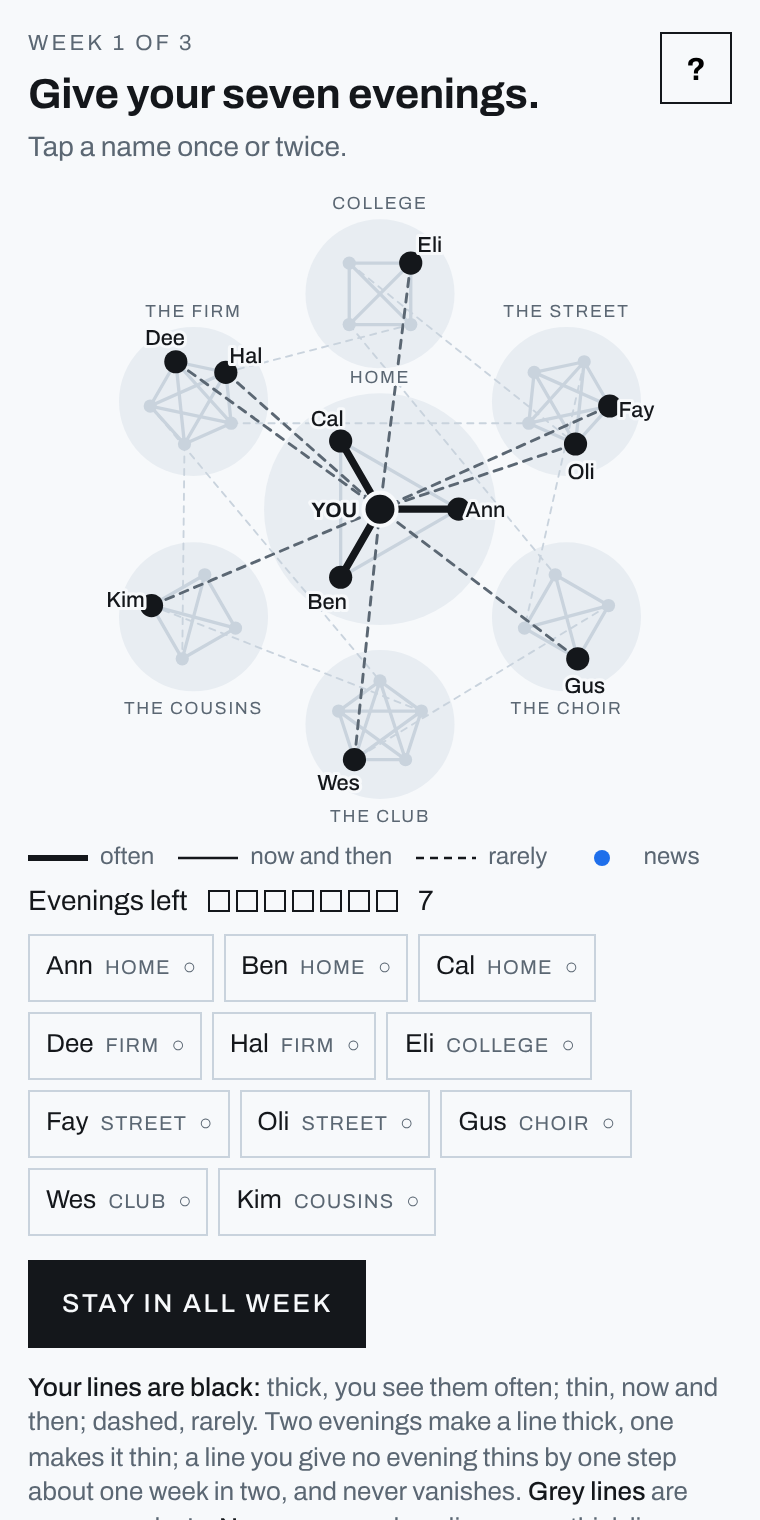 WEEK 1 OF 3
?
Give your seven evenings.
Tap a name once or twice.
COLLEGE
Eli
THE FIRM
THE STREET
Dee
Hal
HOME
Cal
Fay
Oli
YOU
Ann
Kim
Ben
Gus
THE COUSINS
THE CHOIR
Wes
THE CLUB
often now and then rarely news
Evenings left 7
Ann HOME Ben HOME Cal HOME
Dee FIRM Hal FIRM Eli COLLEGE
Fay STREET Oli STREET Gus CHOIR
Wes CLUB Kim COUSINS
STAY IN ALL WEEK
Your lines are black: thick, you see them often; thin, now and
then; dashed, rarely. Two evenings make a line thick, one
makes it thin; a line you give no evening thins by one step
about one week in two, and never vanishes. Grey lines are